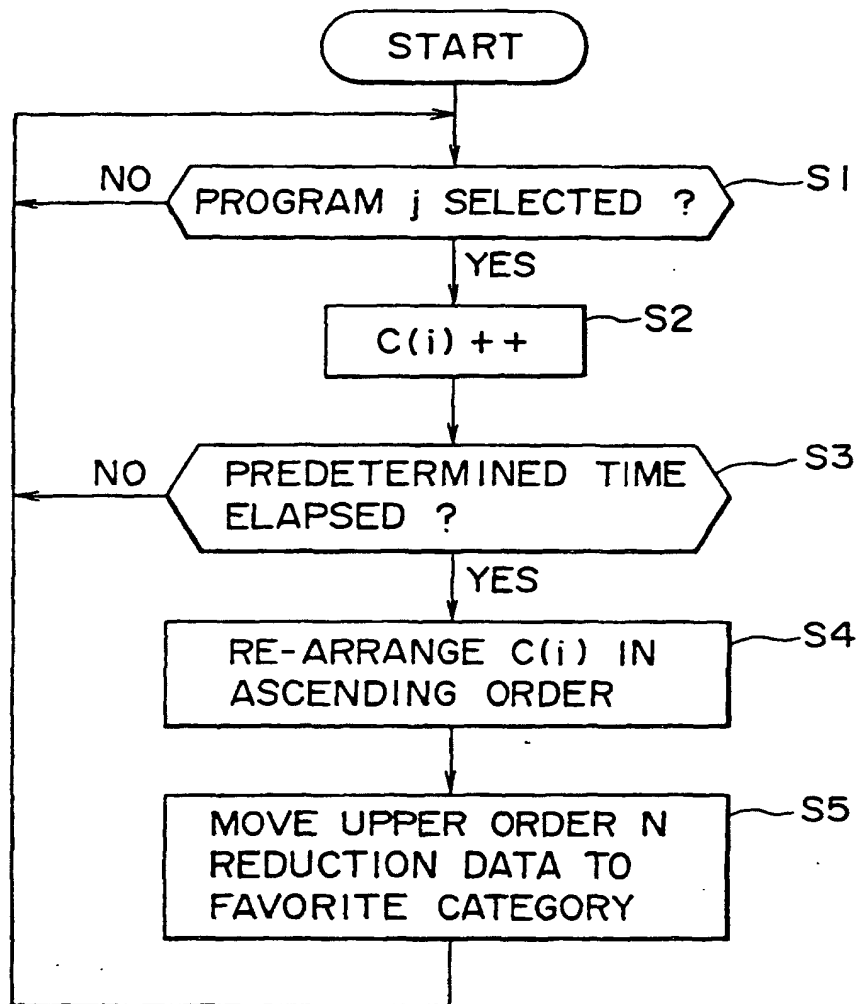 START
NO
PROGRAM j SELECTED ?
S1
YES
C(i) ++
S2
NO
PREDETERMINED TIME
ELAPSED ?
S3
YES
RE-ARRANGE C(i) IN
ASCENDING ORDER
S4
MOVE UPPER ORDER N
REDUCTION DATA TO
FAVORITE CATEGORY
S5